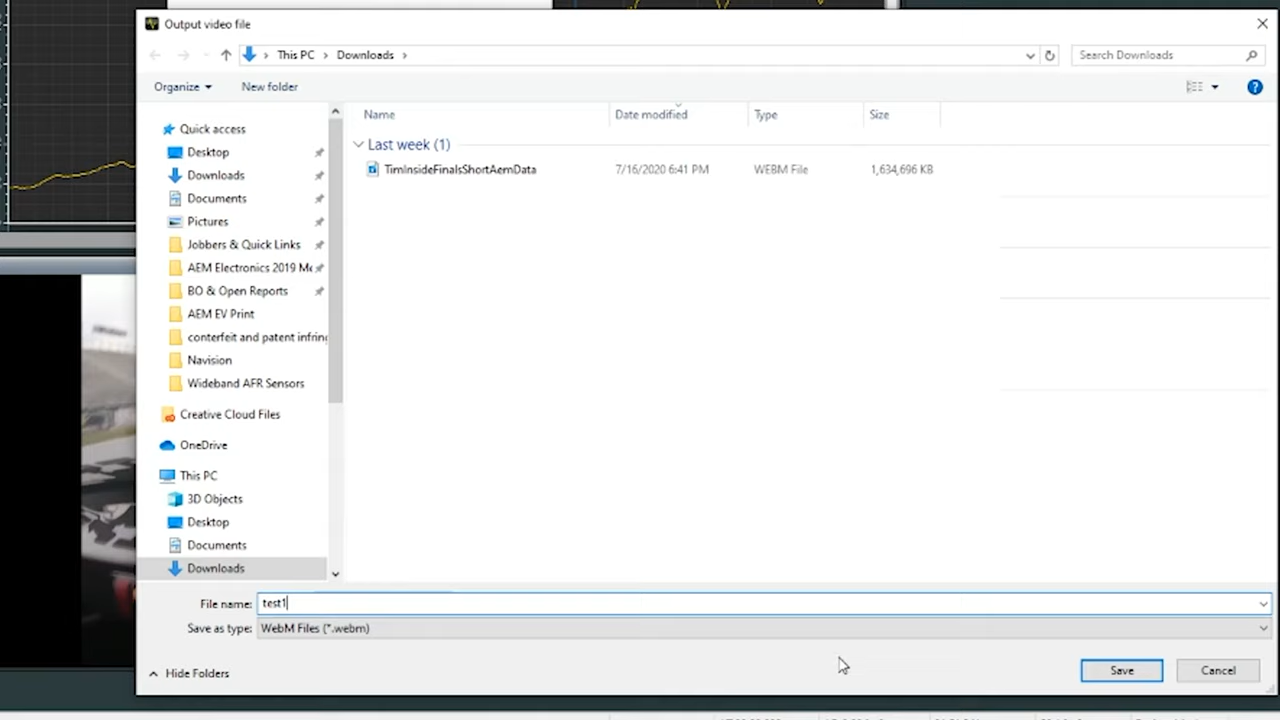 Output video file
This PC > Downloads >
Search Downloads
Organize
New folder
Name
Date modified
Type
Size
Quick access
Desktop
Downloads
Documents
Pictures
Jobbers & Quick Links
AEM Electronics 2019 Me
BO & Open Reports
AEM EV Print
conterfeit and patent infring
Navision
Wideband AFR Sensors
Creative Cloud Files
OneDrive
This PC
3D Objects
Desktop
Documents
Downloads
Last week (1)
TimInsideFinalsShortAemData 7/16/2020 6:41 PM WEBM File 1,634,696 KB
File name: test1
Save as type: WebM Files (*.webm)
Hide Folders
Save
Cancel